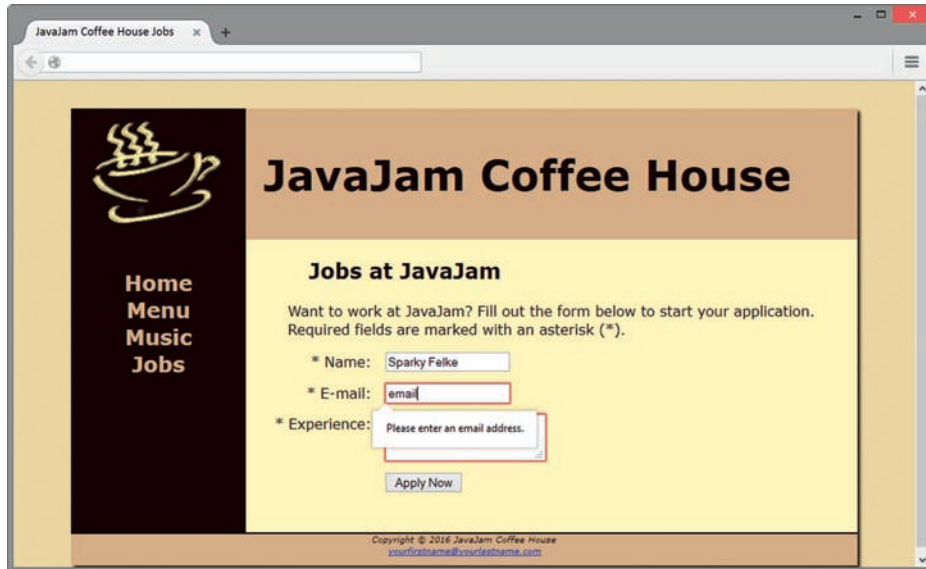 JavaJam Coffee House Jobs
JavaJam Coffee House
Home
Menu
Music
Jobs
Jobs at JavaJam
Want to work at JavaJam? Fill out the form below to start your application.
Required fields are marked with an asterisk (*).
* Name: Sparky Felke
* E-mail: email
* Experience:
Please enter an email address.
Apply Now
Copyright © 2016 JavaJam Coffee House
yourfirstname@yourlastname.com